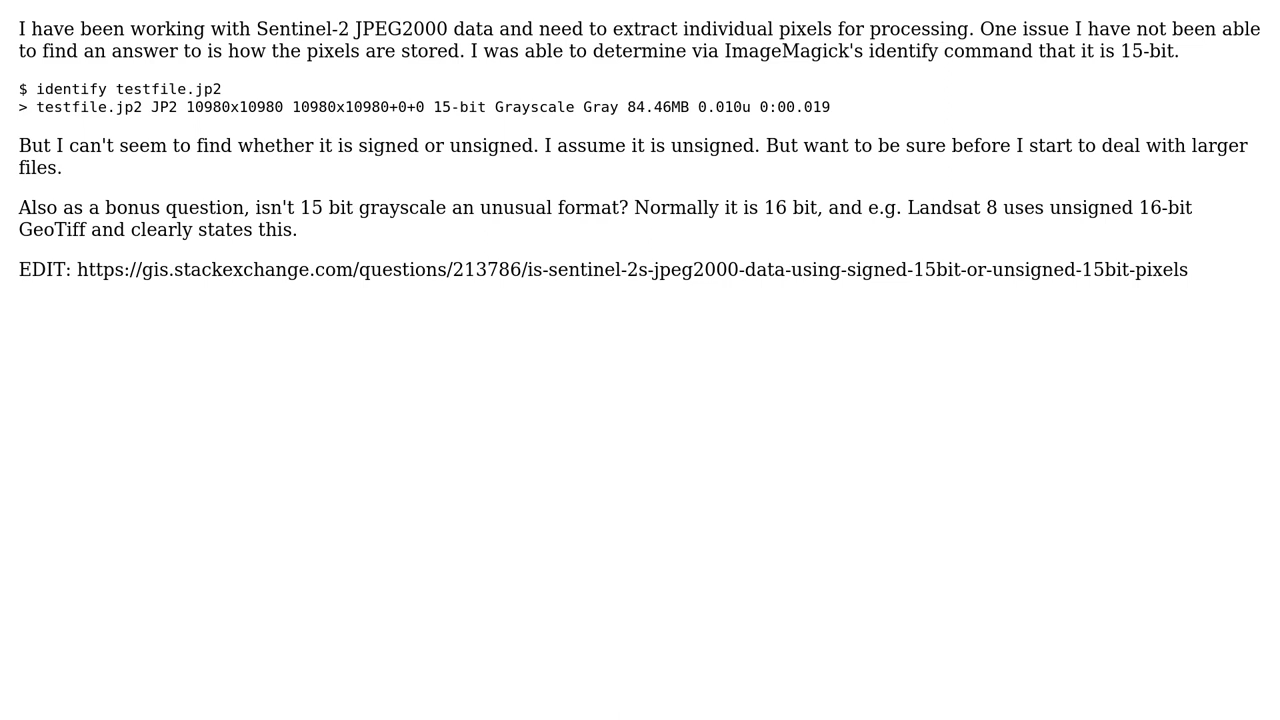 I have been working with Sentinel-2 JPEG2000 data and need to extract individual pixels for processing. One issue I have not been able
to find an answer to is how the pixels are stored. I was able to determine via ImageMagick's identify command that it is 15-bit.
$ identify testfile.jp2
> testfile.jp2 JP2 10980x10980 10980x10980+0+0 15-bit Grayscale Gray 84.46MB 0.010u 0:00.019
But I can't seem to find whether it is signed or unsigned. I assume it is unsigned. But want to be sure before I start to deal with larger
files.
Also as a bonus question, isn't 15 bit grayscale an unusual format? Normally it is 16 bit, and e.g. Landsat 8 uses unsigned 16-bit
GeoTiff and clearly states this.
EDIT: https://gis.stackexchange.com/questions/213786/is-sentinel-2s-jpeg2000-data-using-signed-15bit-or-unsigned-15bit-pixels